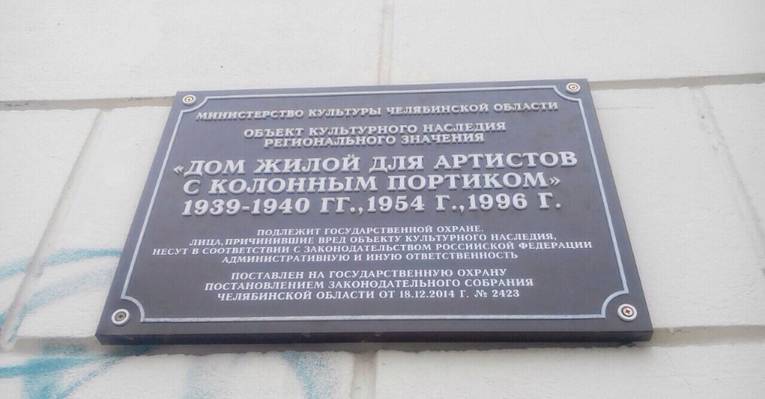 МИНИСТЕРСТВО КУЛЬТУРЫ ЧЕЛЯБИНСКОЙ ОБЛАСТИ
ОБЪЕКТ КУЛЬТУРНОГО НАСЛЕДИЯ
РЕГИОНАЛЬНОГО ЗНАЧЕНИЯ
«ДОМ ЖИЛОЙ ДЛЯ АРТИСТОВ
С КОЛОННЫМ ПОРТИКОМ»
1939-1940 ГГ.,1954 Г.,1996 Г.
ПОДЛЕЖИТ ГОСУДАРСТВЕННОЙ ОХРАНЕ.
ЛИЦА,ПРИЧИНИВШИЕ ВРЕД ОБЪЕКТУ КУЛЬТУРНОГО НАСЛЕДИЯ,
НЕСУТ В СООТВЕТСТВИИ С ЗАКОНОДАТЕЛЬСТВОМ РОССИЙСКОЙ ФЕДЕРАЦИИ
АДМИНИСТРАТИВНУЮ И ИНУЮ ОТВЕТСТВЕННОСТЬ
ПОСТАВЛЕН НА ГОСУДАРСТВЕННУЮ ОХРАНУ
ПОСТАНОВЛЕНИЕМ ЗАКОНОДАТЕЛЬНОГО СОБРАНИЯ
ЧЕЛЯБИНСКОЙ ОБЛАСТИ ОТ 18.12.2014 Г. № 2423